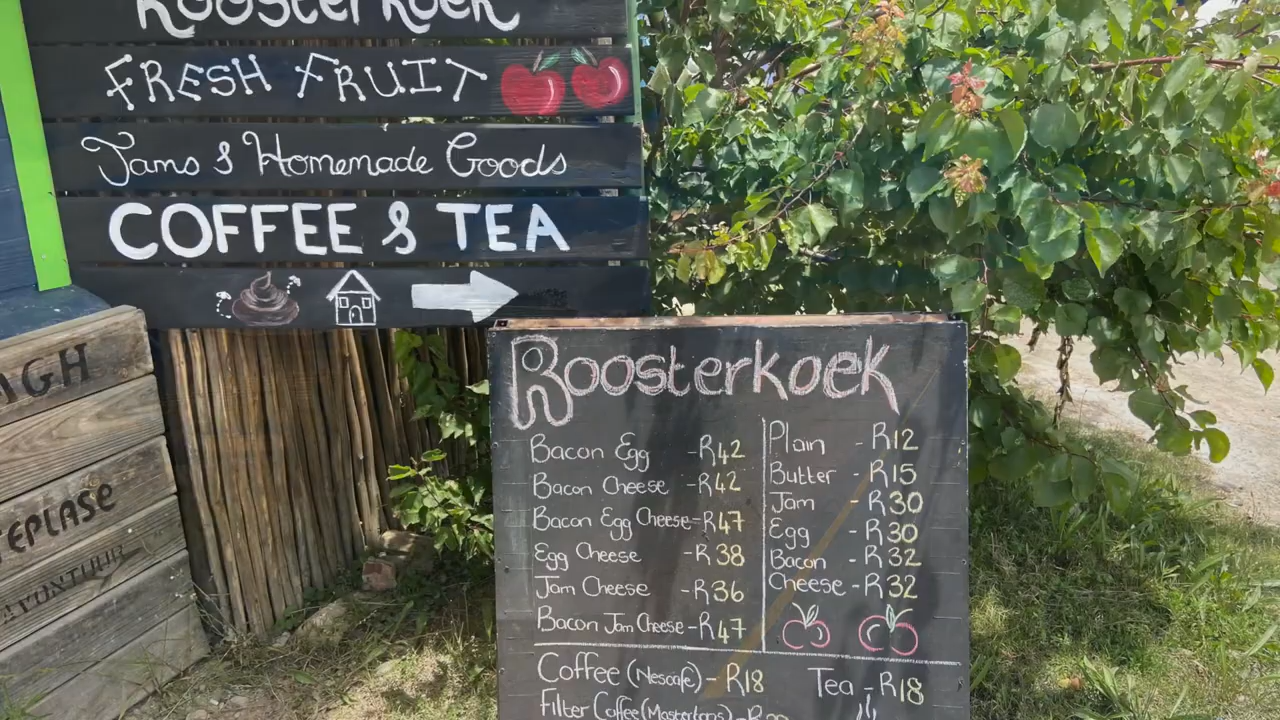 Roosterkoek
FRESH FRUIT
Jams & Homemade Goods
COFFEE & TEA
AGH
EPLASE
Roosterkoek
Bacon Egg -R42
Bacon Cheese -R42
Bacon Egg Cheese-R47
Egg Cheese -R38
Jam Cheese -R36
Bacon Jam Cheese-R47
Plain -R12
Butter -R15
Jam -R30
Egg -R30
Bacon -R32
Cheese -R32
Coffee (Nescafe) - R18
Tea - R18
Filter Coffee